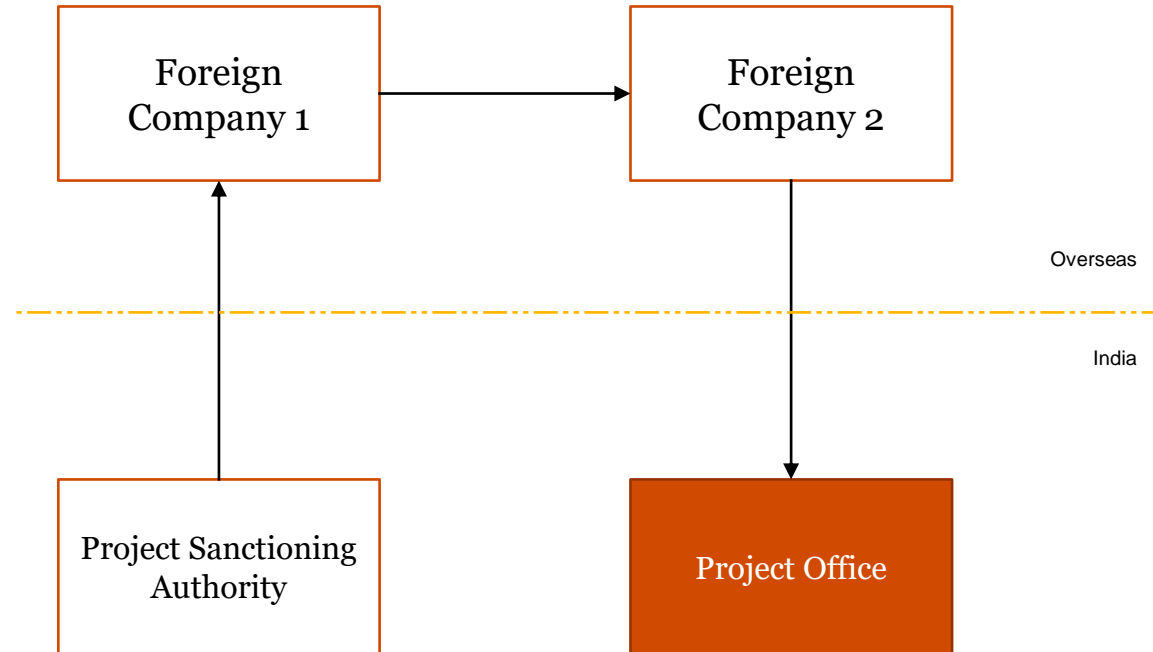 Foreign
Company 1
Foreign
Company 2
Overseas
India
Project Sanctioning
Authority
Project Office